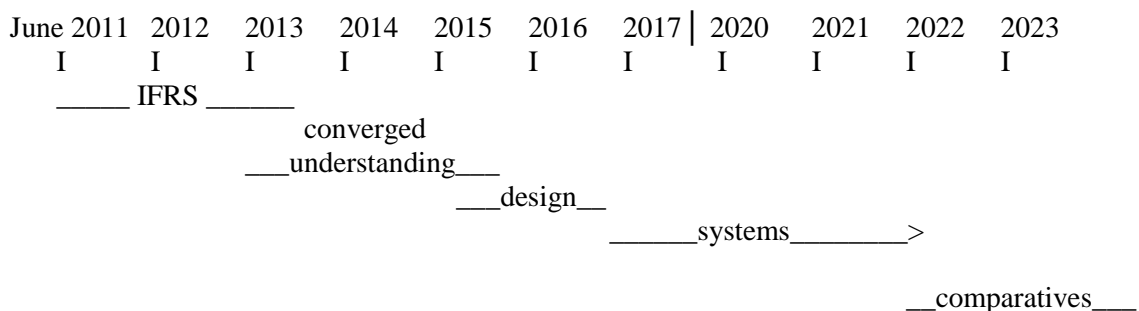 June 2011 2012 2013 2014 2015 2016 2017 | 2020 2021 2022 2023
I I I I I I I I I I I
_____ IFRS ______
converged
___understanding___
___design__
______systems________>
__comparatives___